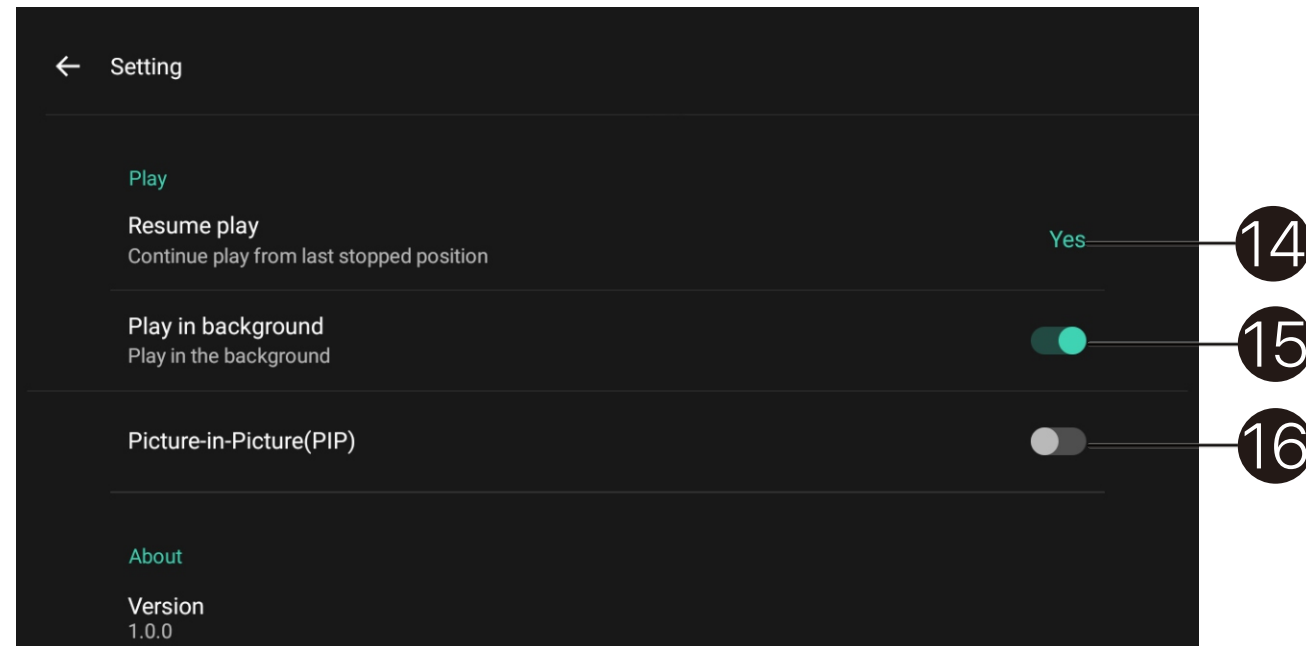 Setting
Play
Resume play
Yes
14
Continue play from last stopped position
Play in background
15
Play in the background
Picture-in-Picture(PIP)
16
About
Version
1.0.0